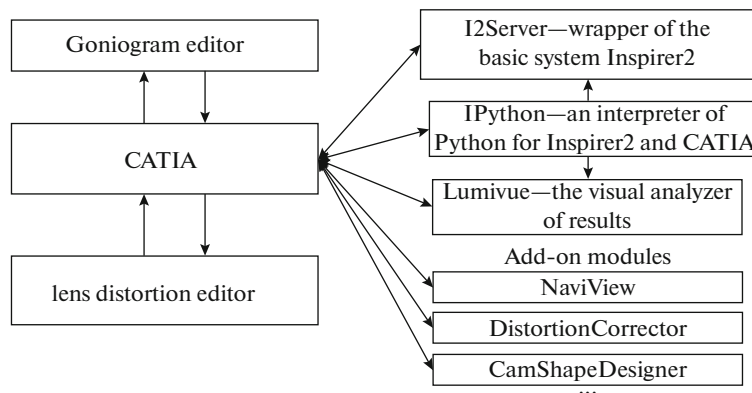 Goniogram editor
CATIA
lens distortion editor
I2Server—wrapper of the
basic system Inspirer2
IPython—an interpreter of
Python for Inspirer2 and CATIA
Lumivue—the visual analyzer
of results
Add-on modules
NaviView
DistortionCorrector
CamShapeDesigner
...